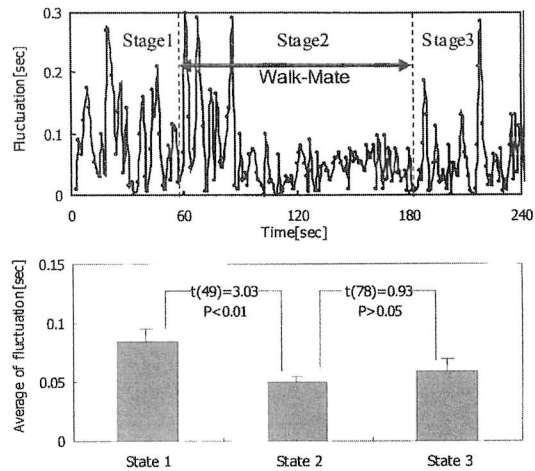 0.3
Stage1 Stage2 Stage3
Walk-Mate
0.2
0.1
0
Fluctuation[sec]
0 60 120 180 240
Time[sec]
0.15
0.1
0.05
0
Average of fluctuation[sec]
t(49)=3.03
P<0.01
t(78)=0.93
P>0.05
State 1 State 2 State 3